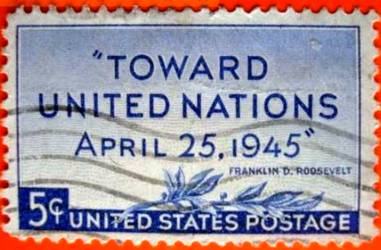 "TOWARD
UNITED NATIONS
APRIL 25, 1945"
FRANKLIN D. ROOSEVELT
5¢ UNITED STATES POSTAGE